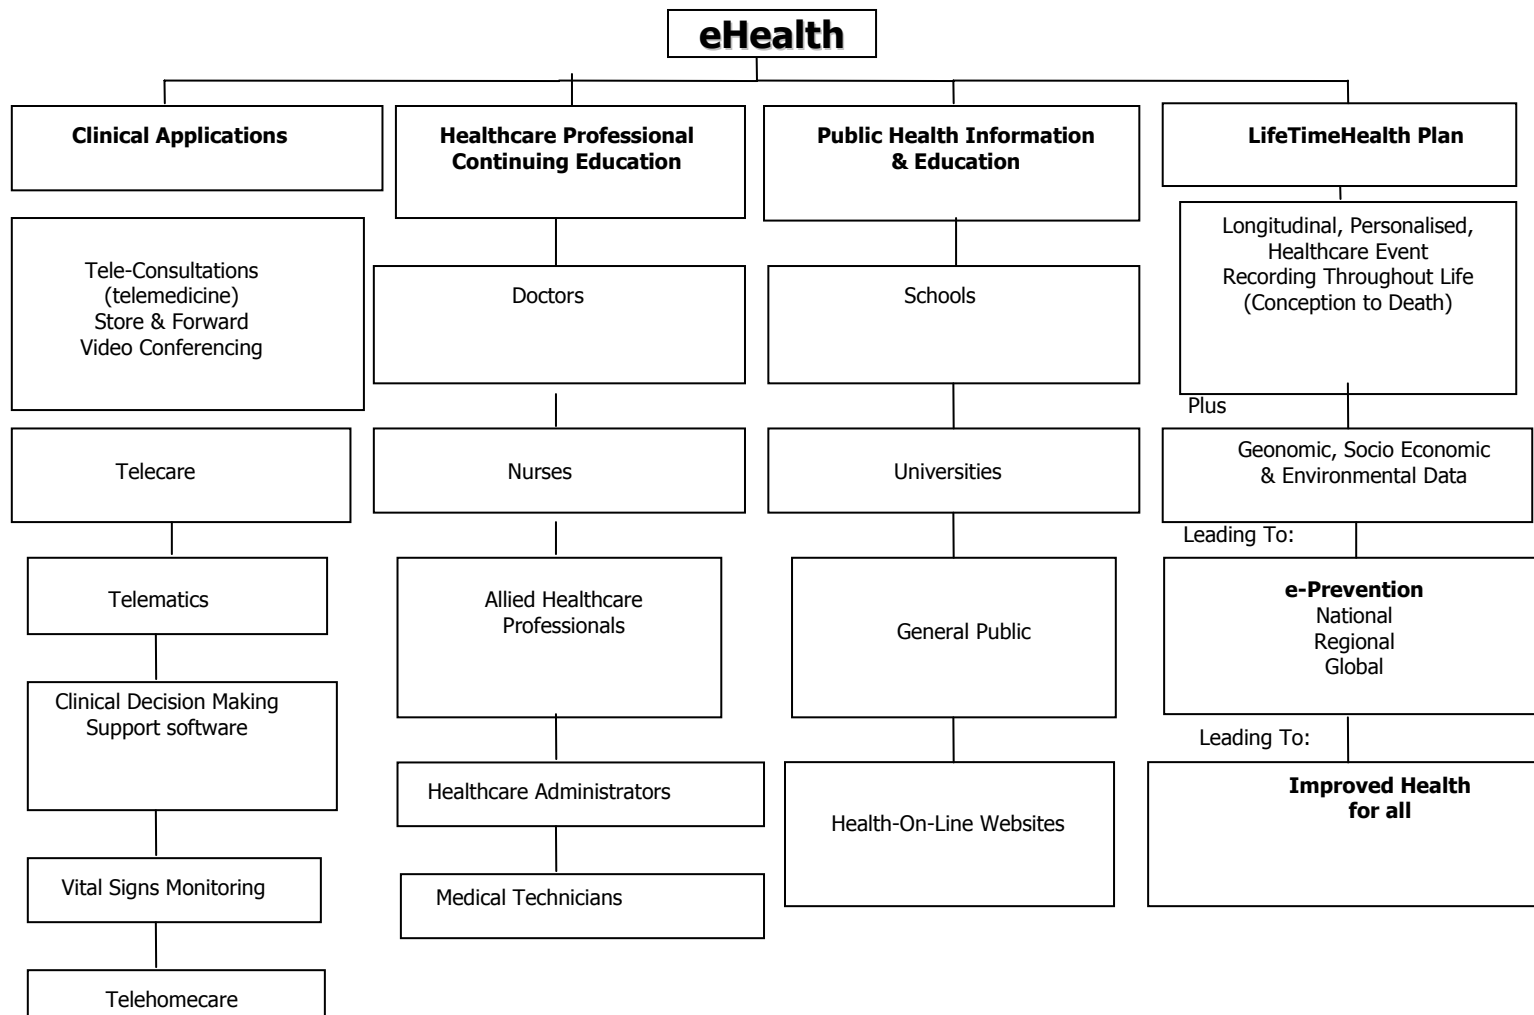 eHealth
Clinical Applications
Tele-Consultations
(telemedicine)
Store & Forward
Video Conferencing
Telecare
Telematics
Clinical Decision Making
Support software
Vital Signs Monitoring
Telehomecare
Healthcare Professional
Continuing Education
Doctors
Nurses
Allied Healthcare
Professionals
Healthcare Administrators
Medical Technicians
Public Health Information
& Education
Schools
Universities
General Public
Health-On-Line Websites
LifeTimeHealth Plan
Longitudinal, Personalised,
Healthcare Event
Recording Throughout Life
(Conception to Death)
Plus
Geonomic, Socio Economic
& Environmental Data
Leading To:
e-Prevention
National
Regional
Global
Leading To:
Improved Health
for all